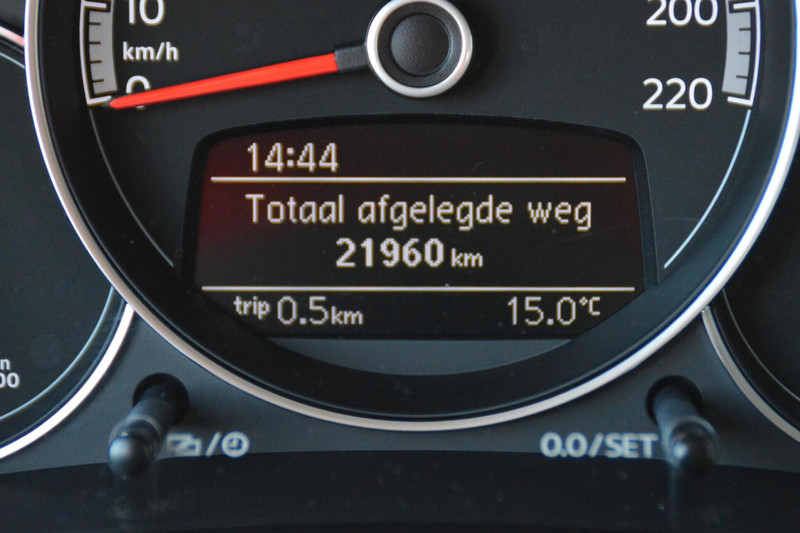 10
200
km/h
0
220
14:44
Totaal afgelegde weg
21960 km
trip 0.5km 15.0°C
00
0.0/SET